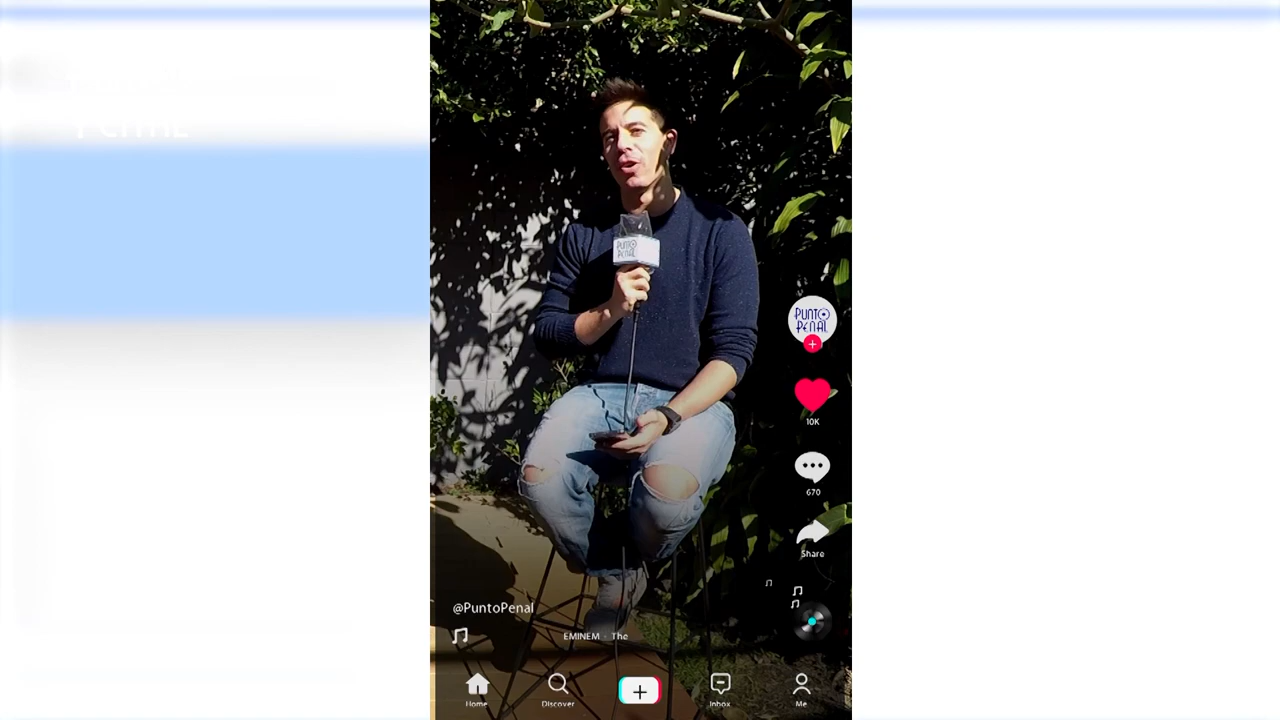 PUNTO
PENAL
PUNTO
PENAL
10K
670
Share
@PuntoPenal
EMINEM - The
Home
Discover
Inbox
Me